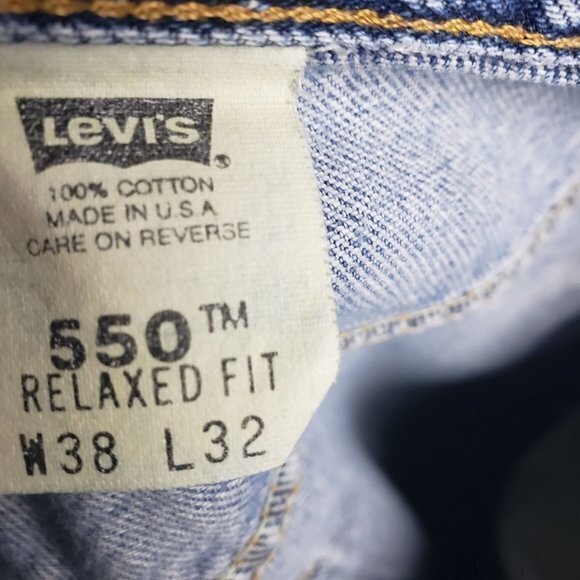 Levi's®
100% COTTON
MADE IN U.S.A
CARE ON REVERSE
550™
RELAXED FIT
W38 L32